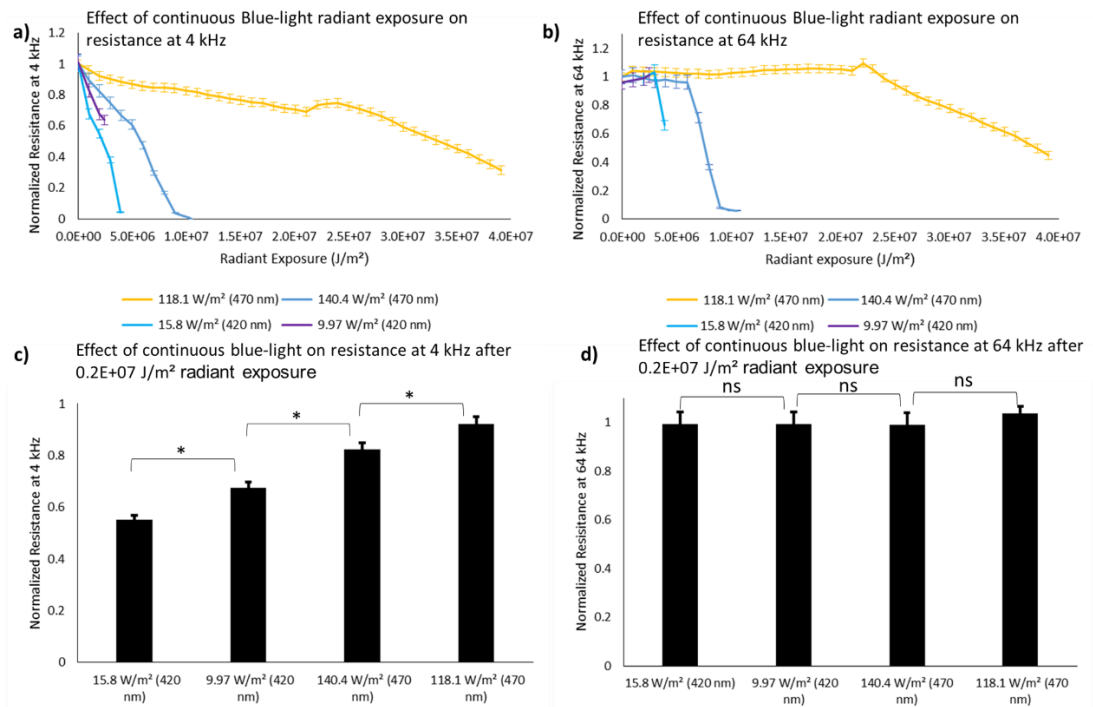 a)
Effect of continuous Blue-light radiant exposure on
resistance at 4 kHz
Normalized Resisitance at 4 kHz
1.2
1
0.8
0.6
0.4
0.2
0
0.0E+00 5.0E+06 1.0E+07 1.5E+07 2.0E+07 2.5E+07 3.0E+07 3.5E+07 4.0E+07
Radiant Exposure (J/m²)
118.1 W/m² (470 nm) 140.4 W/m² (470 nm)
15.8 W/m² (420 nm) 9.97 W/m² (420 nm)
b)
Effect of continuous Blue-light radiant exposure on
resistance at 64 kHz
Normalized Resistance at 64 kHz
1.2
1.0
0.8
0.6
0.4
0.2
0
0.0E+00 5.0E+06 1.0E+07 1.5E+07 2.0E+07 2.5E+07 3.0E+07 3.5E+07 4.0E+07
Radiant exposure (J/m²)
118.1 W/m² (470 nm) 140.4 W/m² (470 nm)
15.8 W/m² (420 nm) 9.97 W/m² (420 nm)
c)
Effect of continuous blue-light on resistance at 4 kHz after
0.2E+07 J/m² radiant exposure
Normalized Resistance at 4 kHz
1
0.8
0.6
0.4
0.2
0
* * *
15.8 W/m² (420
nm)
9.97 W/m² (420
nm)
140.4 W/m² (470
nm)
118.1 W/m² (470
nm)
d)
Effect of continuous blue-light on resistance at 64 kHz after
0.2E+07 J/m² radiant exposure
Normalized Resistance at 64 kHz
1
0.8
0.6
0.4
0.2
0
ns ns ns
15.8 W/m² (420 nm)
9.97 W/m² (420
nm)
140.4 W/m² (470
nm)
118.1 W/m² (470
nm)